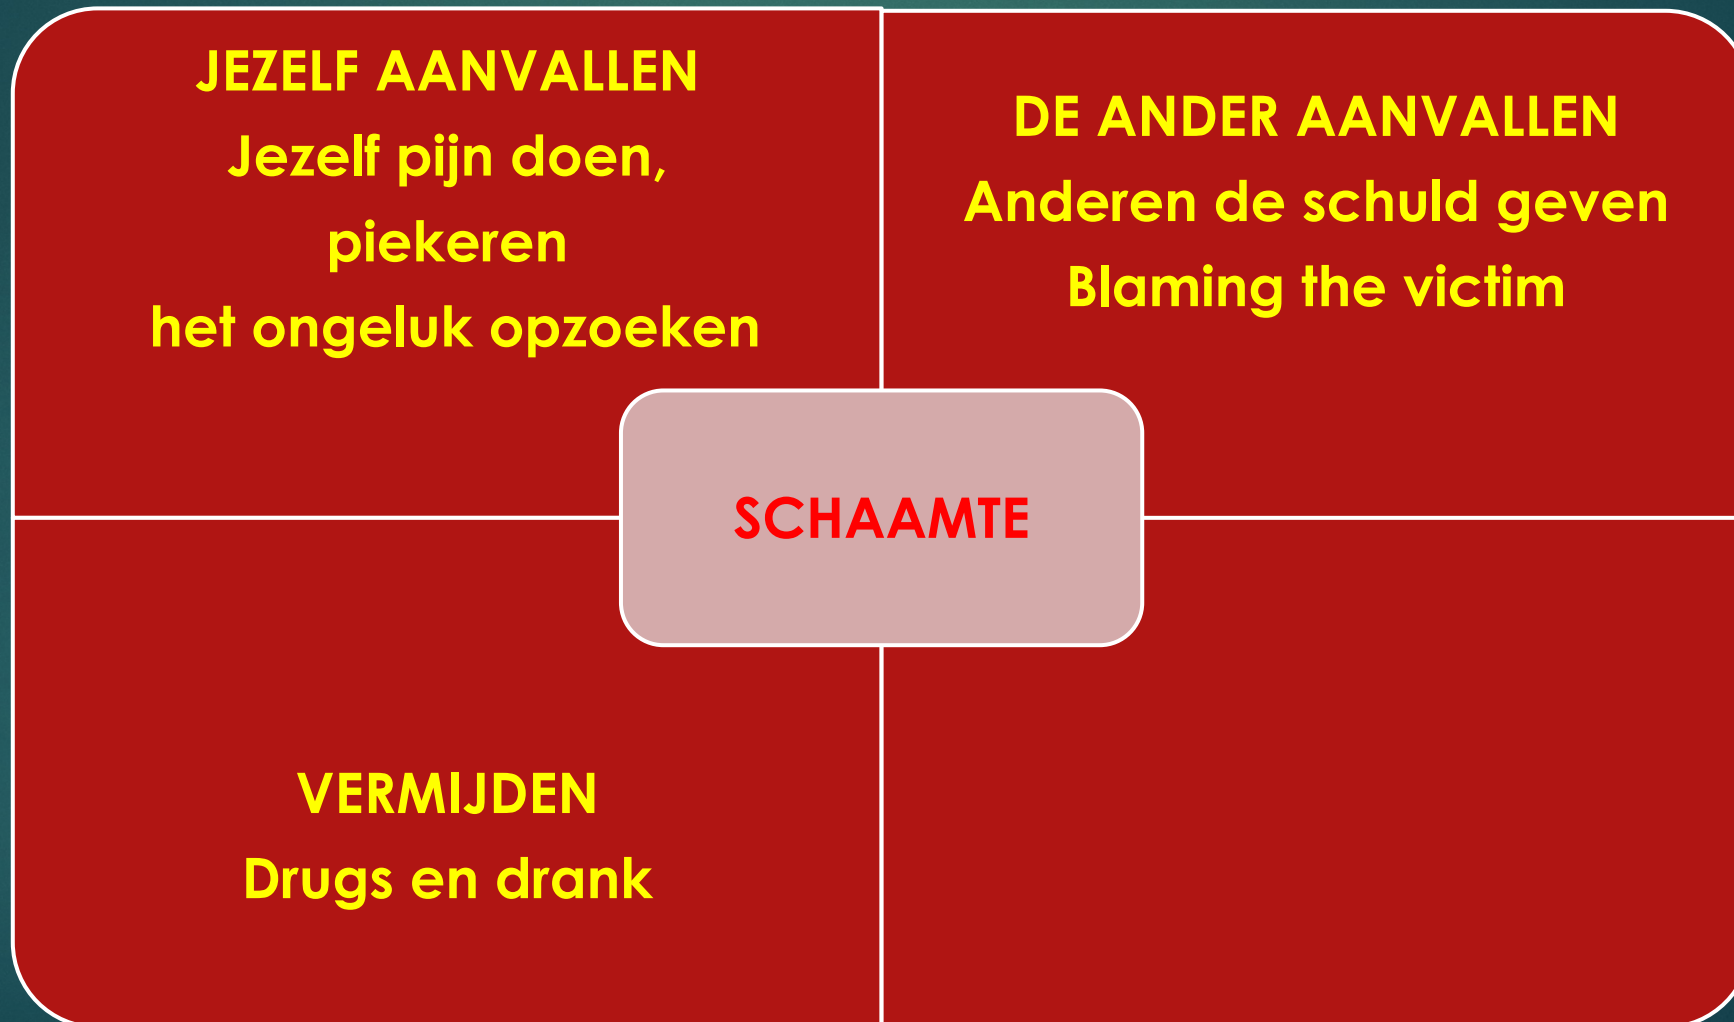 JEZELF AANVALLEN
Jezelf pijn doen,
piekeren
het ongeluk opzoeken
DE ANDER AANVALLEN
Anderen de schuld geven
Blaming the victim
SCHAAMTE
VERMIJDEN
Drugs en drank